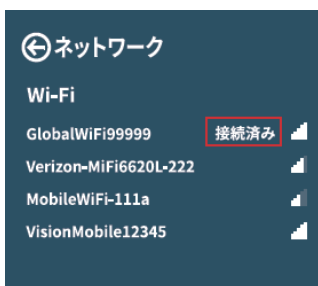 ネットワーク
Wi-Fi
GlobalWiFi99999 接続済み
Verizon-MiFi6620L-222
MobileWiFi-111a
VisionMobile12345